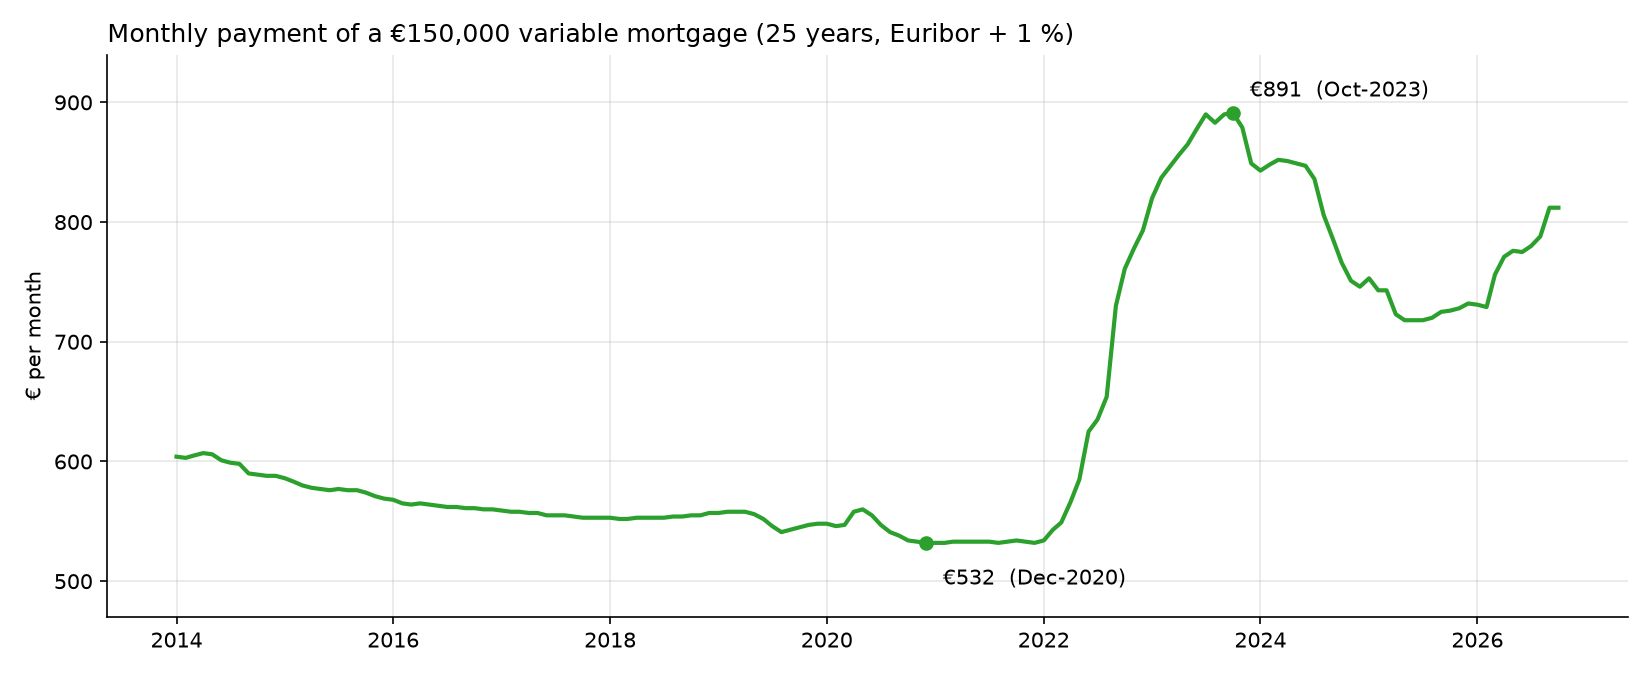 Monthly payment of a €150,000 variable mortgage (25 years, Euribor + 1 %)
€ per month
900
800
700
600
500
€891 (Oct-2023)
€532 (Dec-2020)
2014 2016 2018 2020 2022 2024 2026